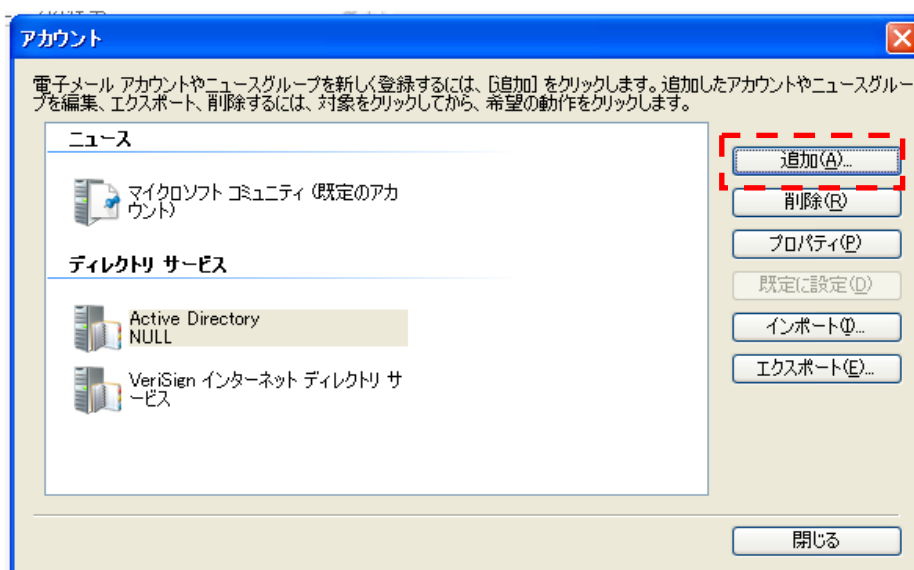 アカウント
電子メール アカウントやニュースグループを新しく登録するには、[追加] をクリックします。追加したアカウントやニュースグルー
プを編集、エクスポート、削除するには、対象をクリックしてから、希望の動作をクリックします。
ニュース
マイクロソフト コミュニティ (既定のアカ
ウント)
ディレクトリ サービス
Active Directory
NULL
VeriSign インターネット ディレクトリ サ
ービス
追加(A)...
削除(R)
プロパティ(P)
既定に設定(D)
インポート(I)...
エクスポート(E)...
閉じる